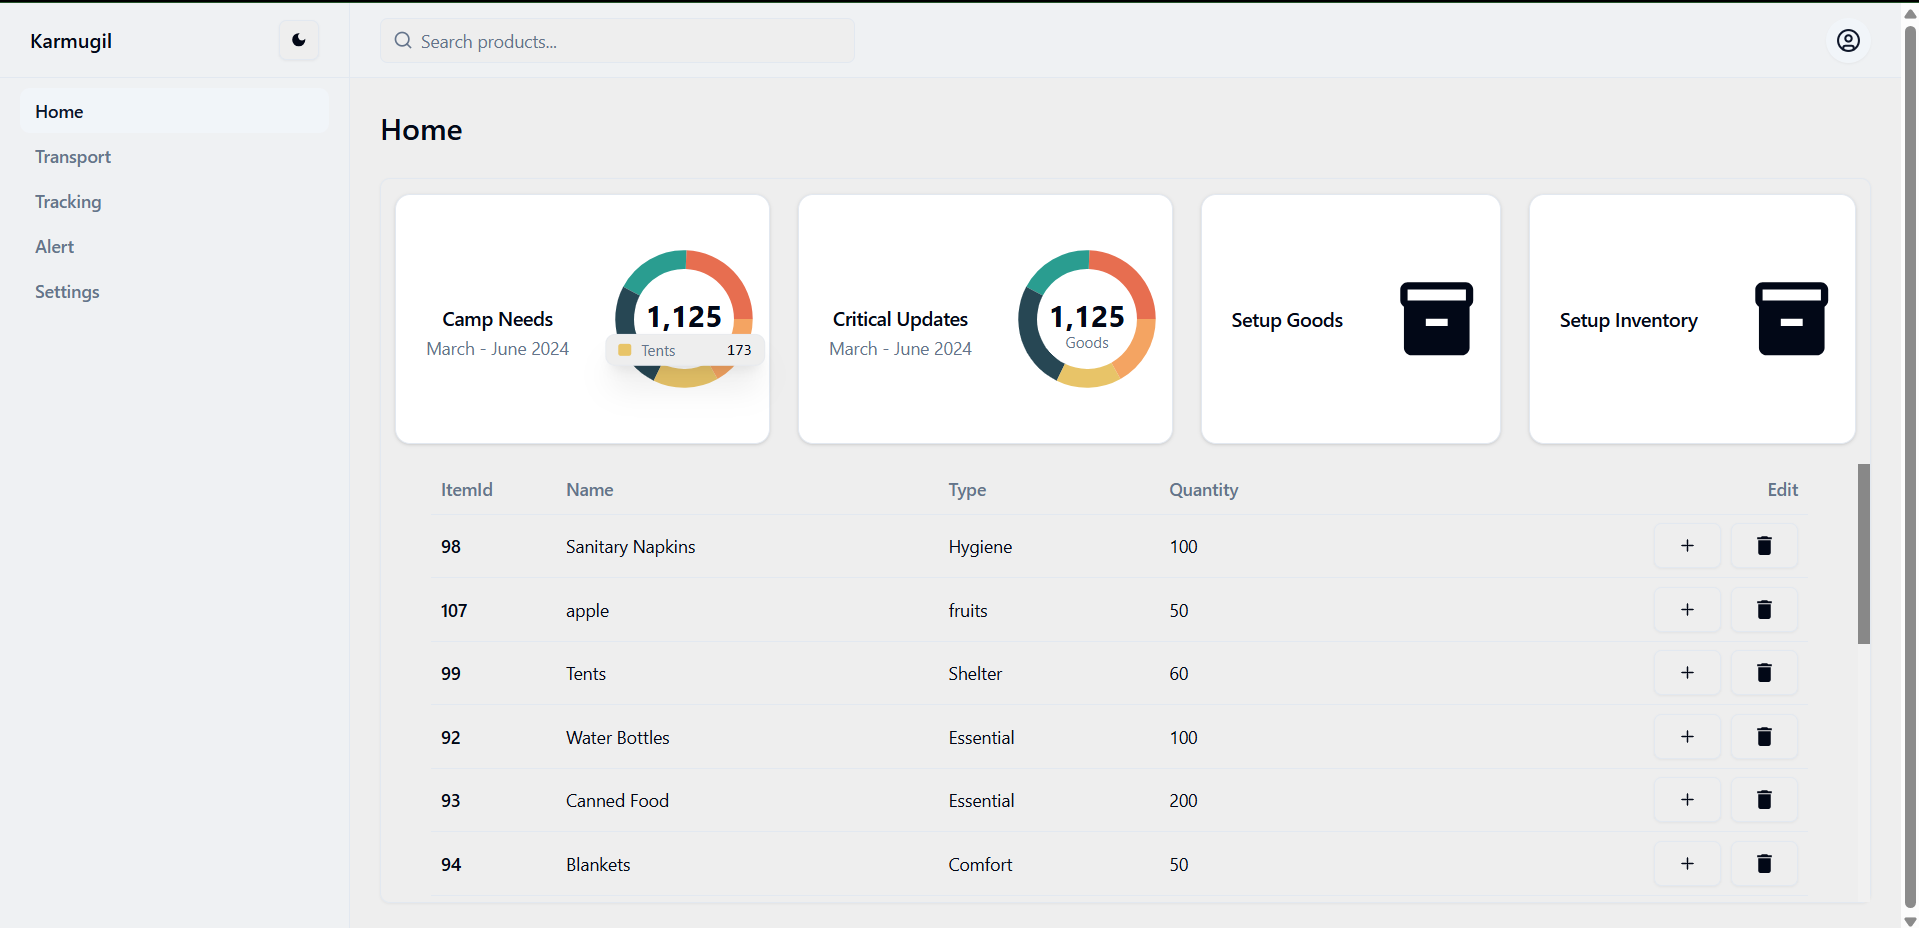 Karmugil
Search products...
Home
Transport
Tracking
Alert
Settings
Home
Camp Needs
March - June 2024
1,125
Tents 173
Critical Updates
March - June 2024
1,125
Goods
Setup Goods
Setup Inventory
ItemId Name Type Quantity Edit
98 Sanitary Napkins Hygiene 100 +
107 apple fruits 50 +
99 Tents Shelter 60 +
92 Water Bottles Essential 100 +
93 Canned Food Essential 200 +
94 Blankets Comfort 50 +